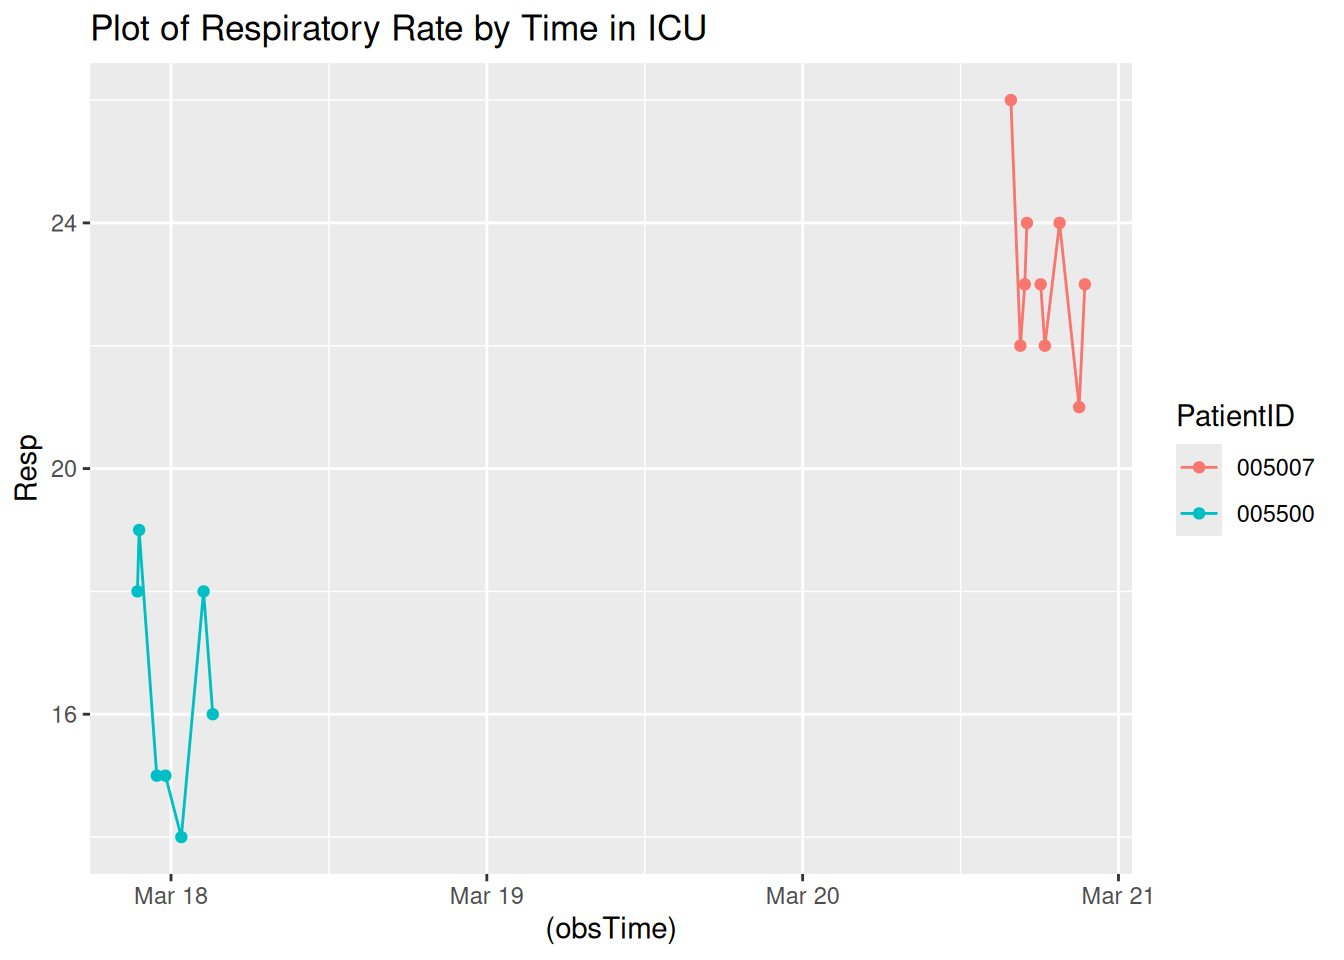 Plot of Respiratory Rate by Time in ICU
24
20
16
Resp
Mar 18
Mar 19
Mar 20
Mar 21
(obsTime)
PatientID
005007
005500